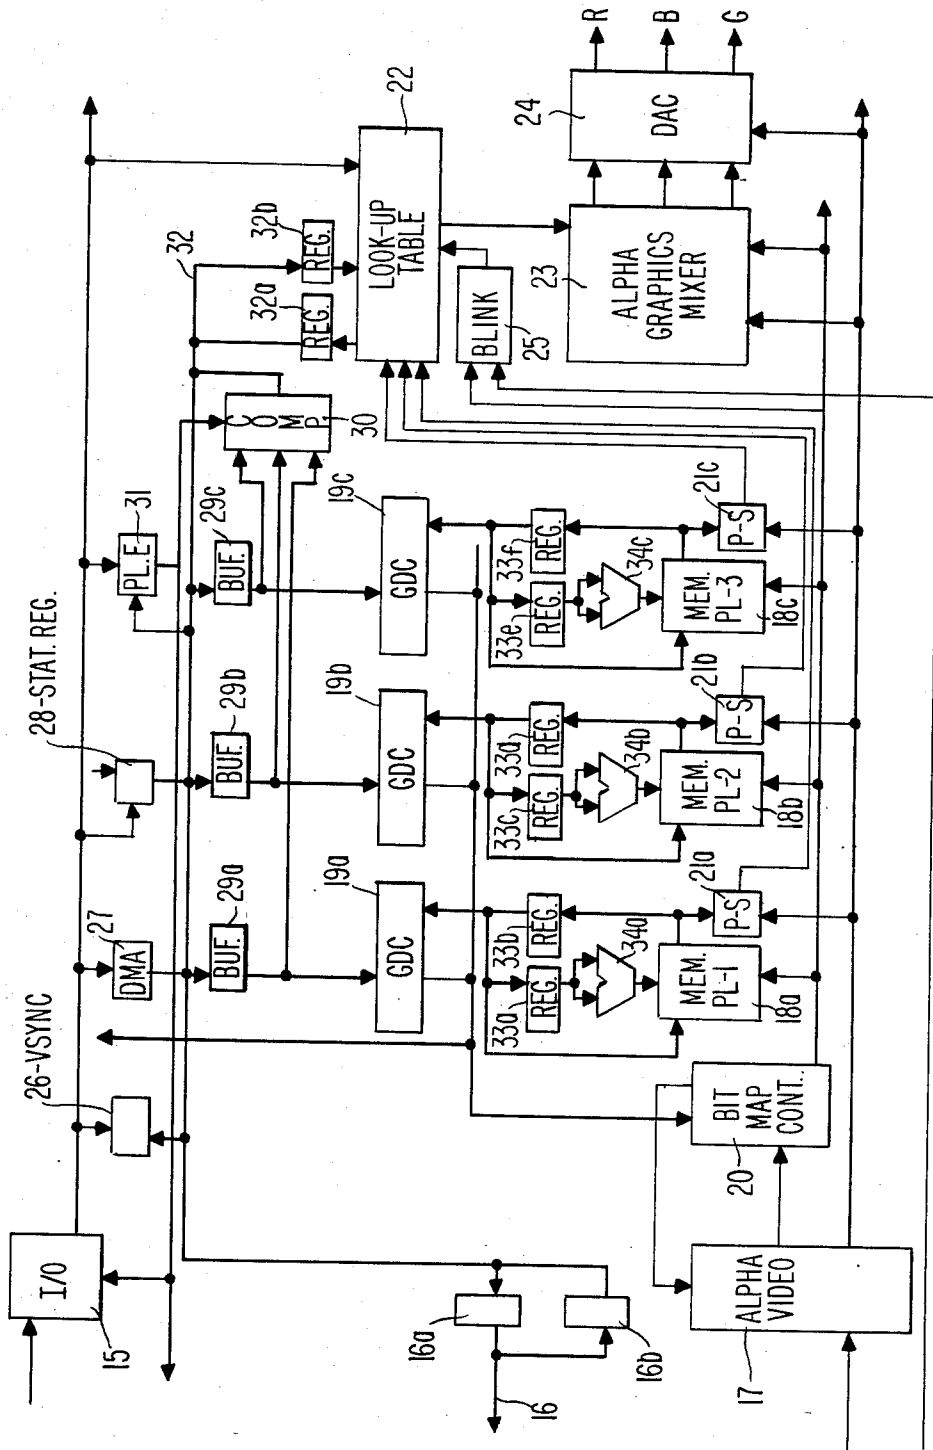 I/O
15
26-VSYNC
27
DMA
28-STAT. REG.
PL.E.
31
32
32a
REG.
32b
REG.
LOOK-UP
TABLE
22
COMP.
30
BUF.
29a
BUF.
29b
BUF.
29c
GDC
19a
GDC
19b
GDC
19c
16a
16b
16
33a
REG.
33b
REG.
34a
33c
REG.
33d
REG.
34b
33e
REG.
33f
REG.
34c
MEM.
PL-1
18a
P-S
21a
MEM.
PL-2
18b
P-S
21b
MEM.
PL-3
18c
P-S
21c
BLINK
25
23
ALPHA
GRAPHICS
MIXER
24
DAC
R
B
G
BIT
MAP
CONT.
20
ALPHA
VIDEO
17